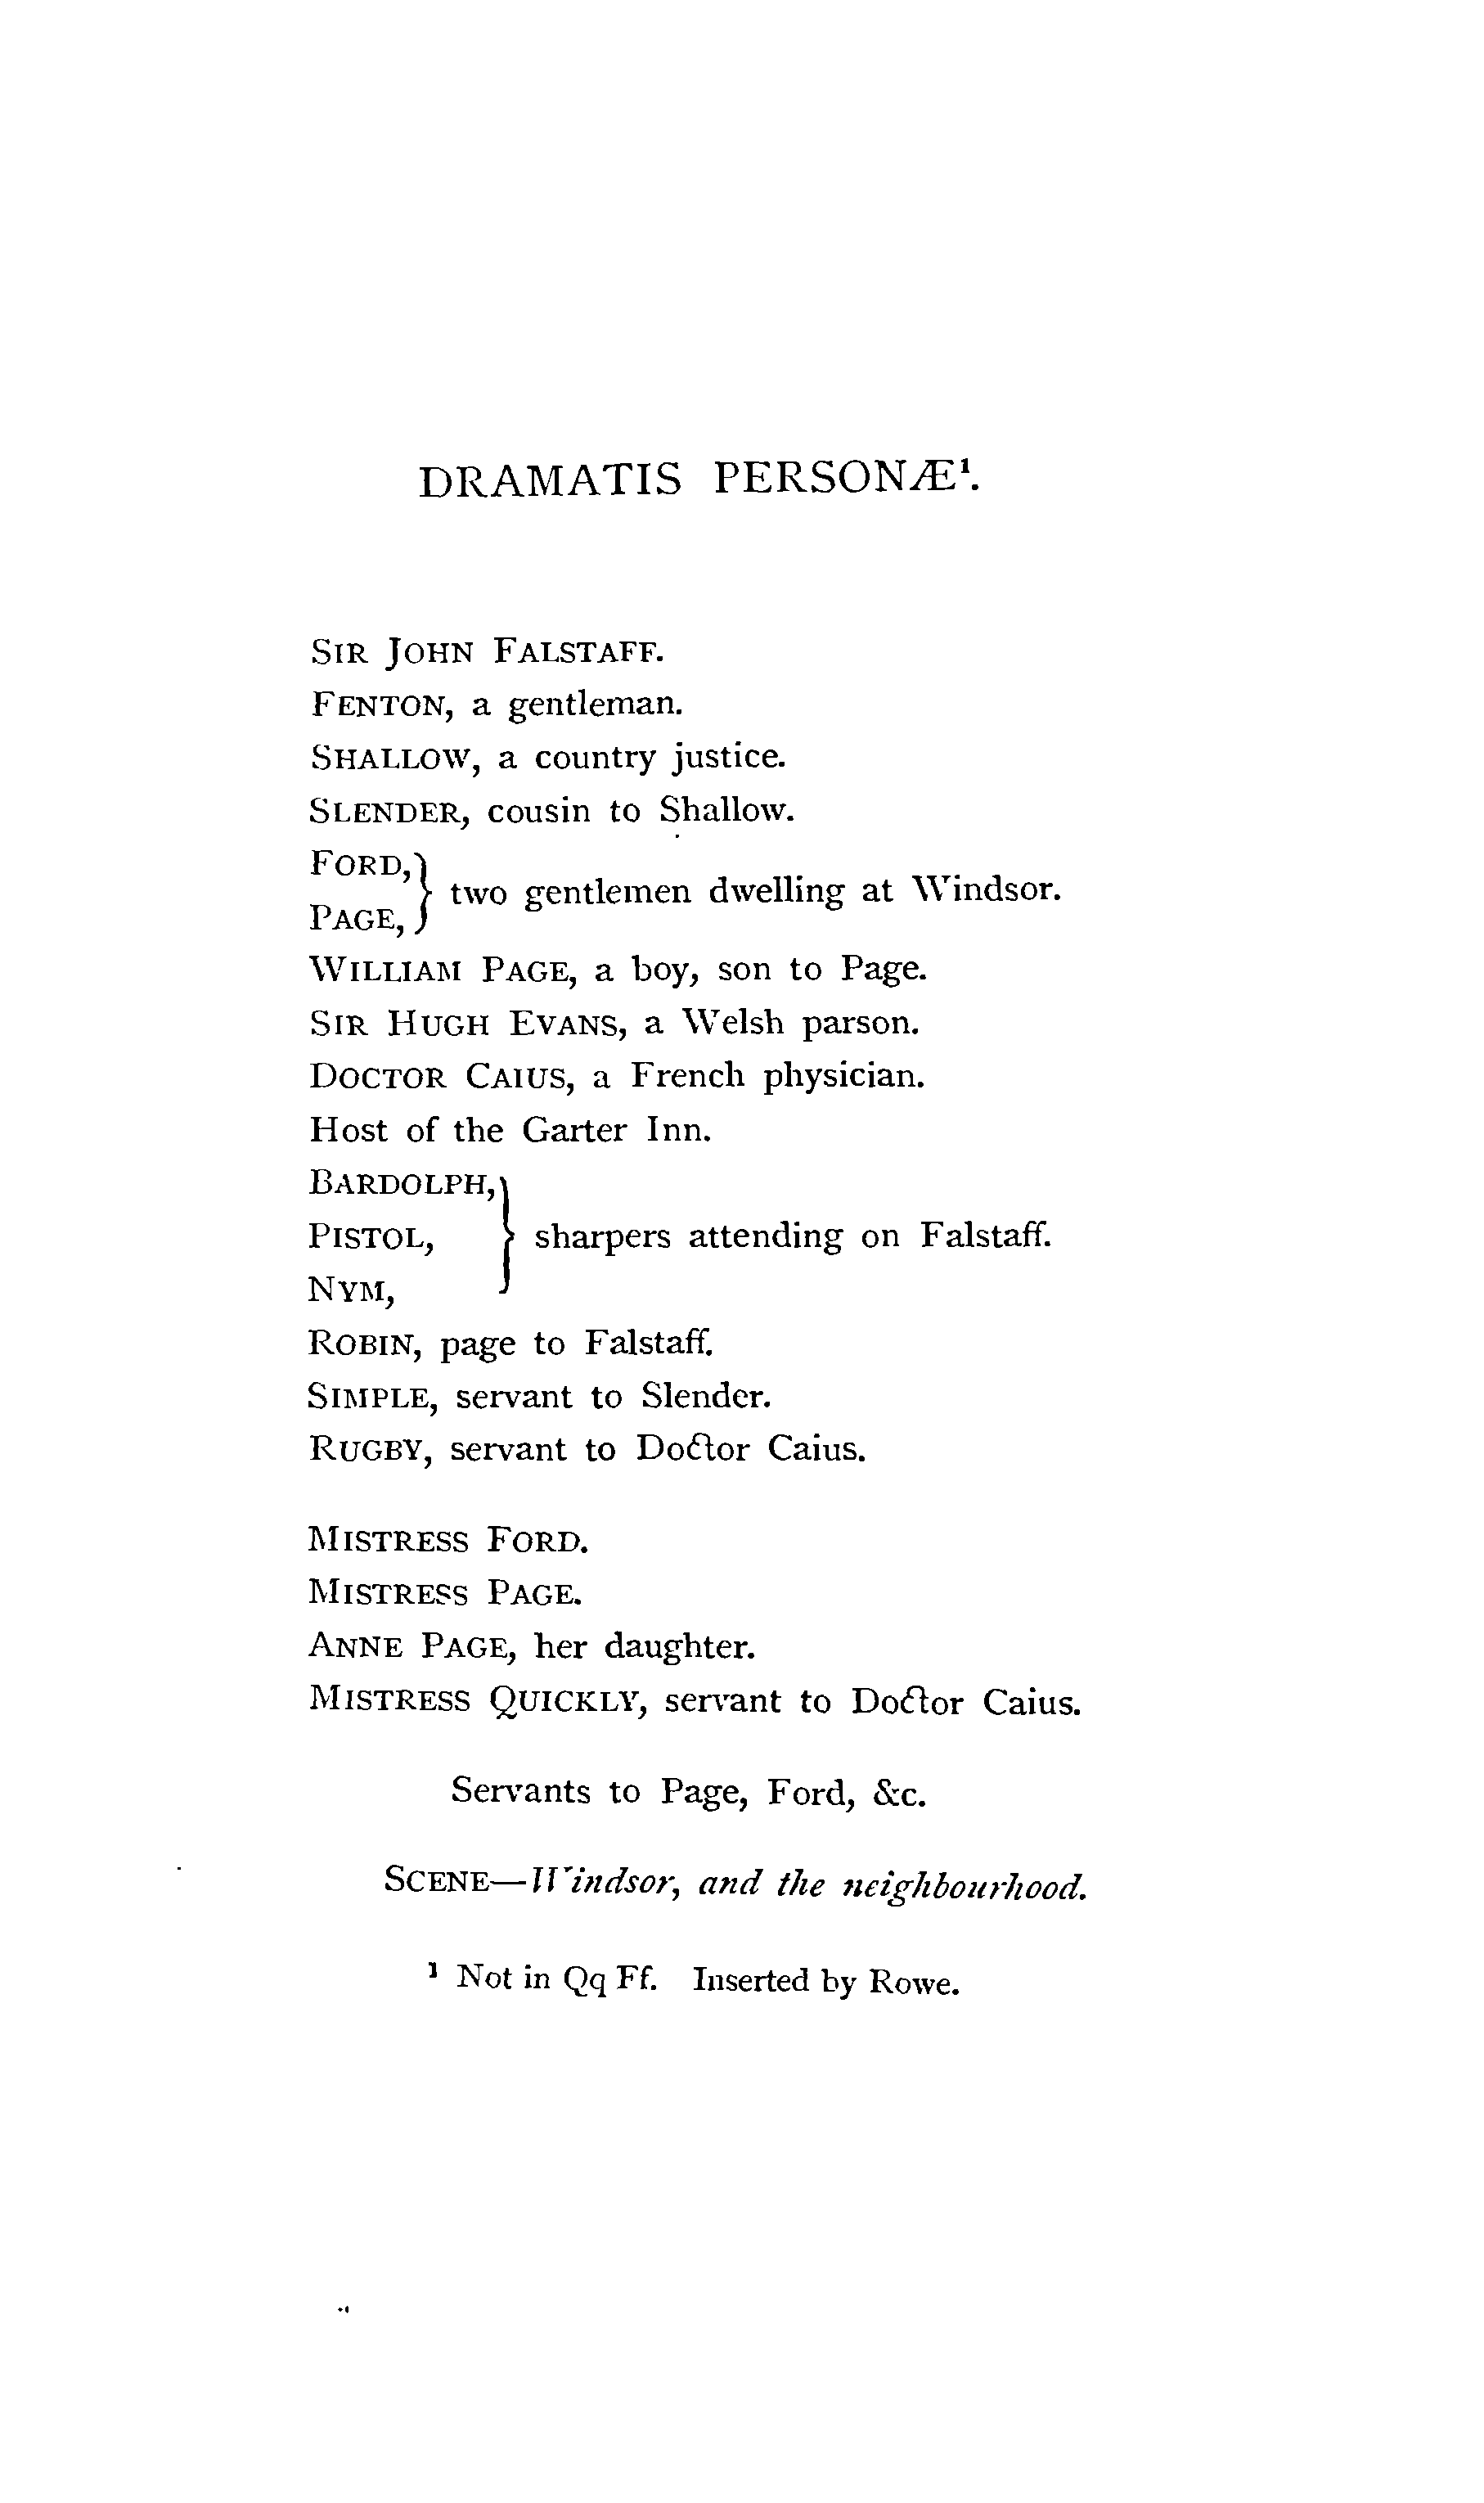 DRAMATIS PERSONÆ¹.
SIR JOHN FALSTAFF.
FENTON, a gentleman.
SHALLOW, a country justice.
SLENDER, cousin to Shallow.
FORD,
PAGE, } two gentlemen dwelling at Windsor.
WILLIAM PAGE, a boy, son to Page.
SIR HUGH EVANS, a Welsh parson.
DOCTOR CAIUS, a French physician.
Host of the Garter Inn.
BARDOLPH,
PISTOL, } sharpers attending on Falstaff.
NYM,
ROBIN, page to Falstaff.
SIMPLE, servant to Slender.
RUGBY, servant to Doctor Caius.
MISTRESS FORD.
MISTRESS PAGE.
ANNE PAGE, her daughter.
MISTRESS QUICKLY, servant to Doctor Caius.
Servants to Page, Ford, &c.
SCENE—Windsor, and the neighbourhood.
¹ Not in Qq Ff. Inserted by Rowe.